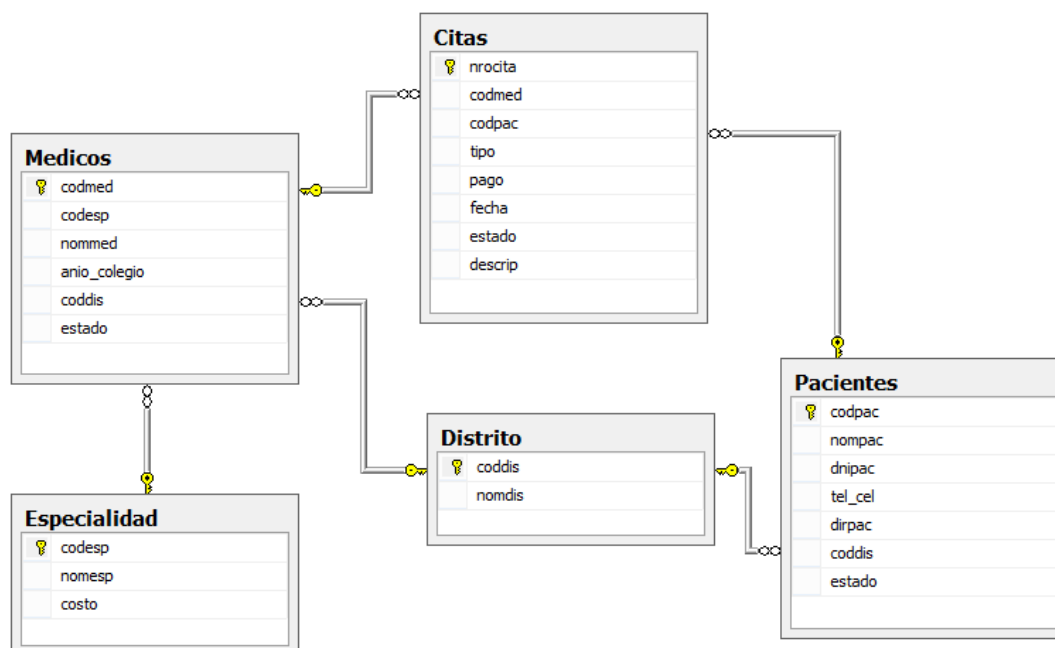 Citas
nrocita
codmed
codpac
tipo
pago
fecha
estado
descrip
Medicos
codmed
codesp
nommed
anio_colegio
coddis
estado
Pacientes
codpac
nompac
dnipac
tel_cel
dirpac
coddis
estado
Distrito
coddis
nomdis
Especialidad
codesp
nomesp
costo